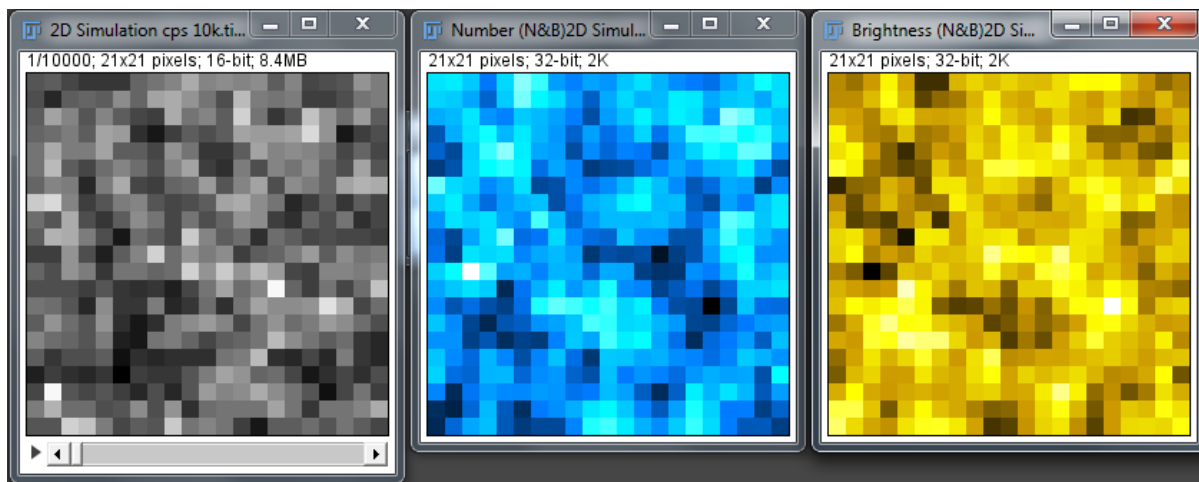 2D Simulation cps 10k.ti...
1/10000; 21x21 pixels; 16-bit; 8.4MB
Number (N&B)2D Simul...
21x21 pixels; 32-bit; 2K
Brightness (N&B)2D Si...
21x21 pixels; 32-bit; 2K